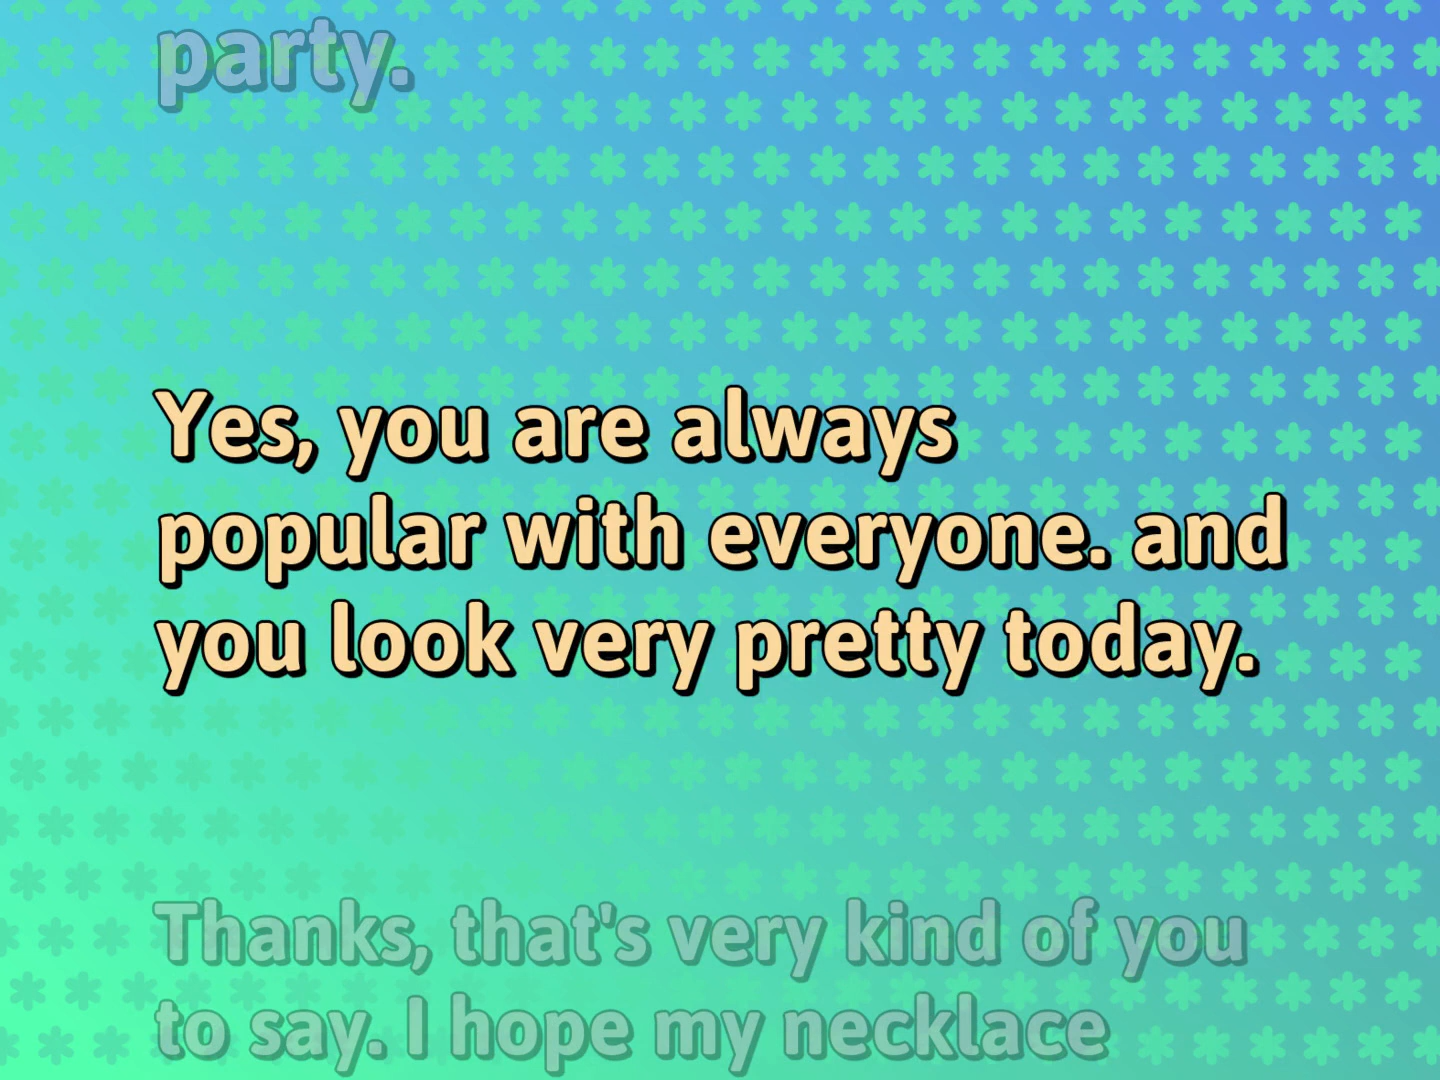 party.
Yes, you are always
popular with everyone. and
you look very pretty today.
Thanks, that's very kind of you
to say. I hope my necklace